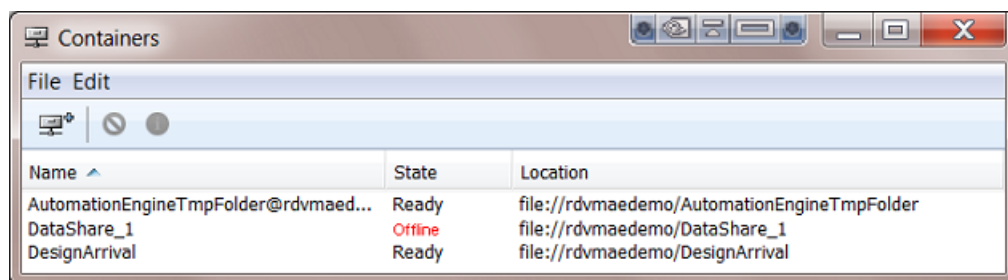 Containers
File Edit
Name State Location
AutomationEngineTmpFolder@rdvmaed... Ready file://rdvmaedemo/AutomationEngineTmpFolder
DataShare_1 Offline file://rdvmaedemo/DataShare_1
DesignArrival Ready file://rdvmaedemo/DesignArrival